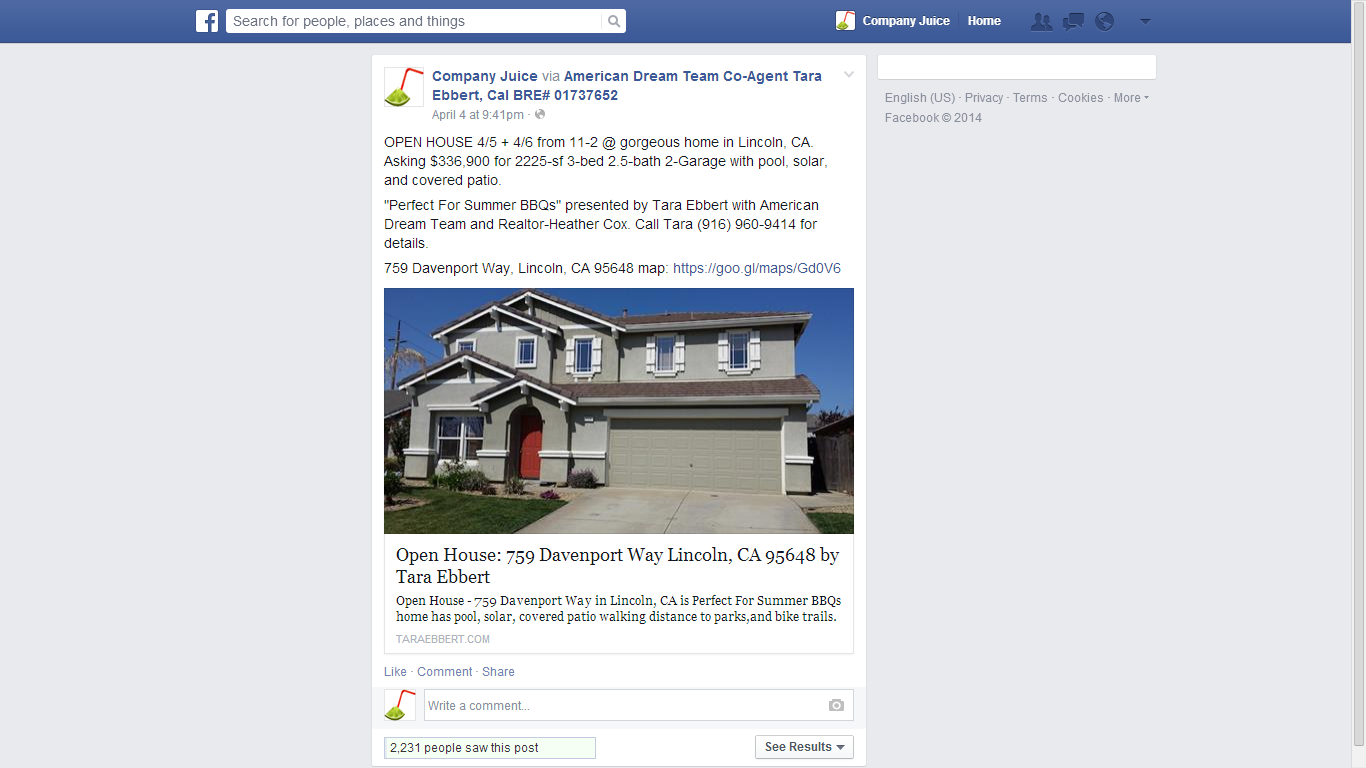 Search for people, places and things
Company Juice
Home
Company Juice via American Dream Team Co-Agent Tara
Ebbert, Cal BRE# 01737652
April 4 at 9:41pm ·
OPEN HOUSE 4/5 + 4/6 from 11-2 @ gorgeous home in Lincoln, CA.
Asking $336,900 for 2225-sf 3-bed 2.5-bath 2-Garage with pool, solar,
and covered patio.
"Perfect For Summer BBQs" presented by Tara Ebbert with American
Dream Team and Realtor-Heather Cox. Call Tara (916) 960-9414 for
details.
759 Davenport Way, Lincoln, CA 95648 map: https://goo.gl/maps/Gd0V6
Open House: 759 Davenport Way Lincoln, CA 95648 by
Tara Ebbert
Open House - 759 Davenport Way in Lincoln, CA is Perfect For Summer BBQs
home has pool, solar, covered patio walking distance to parks,and bike trails.
TARAEBBERT.COM
Like · Comment · Share
Write a comment...
2,231 people saw this post
See Results
English (US) · Privacy · Terms · Cookies · More
Facebook © 2014